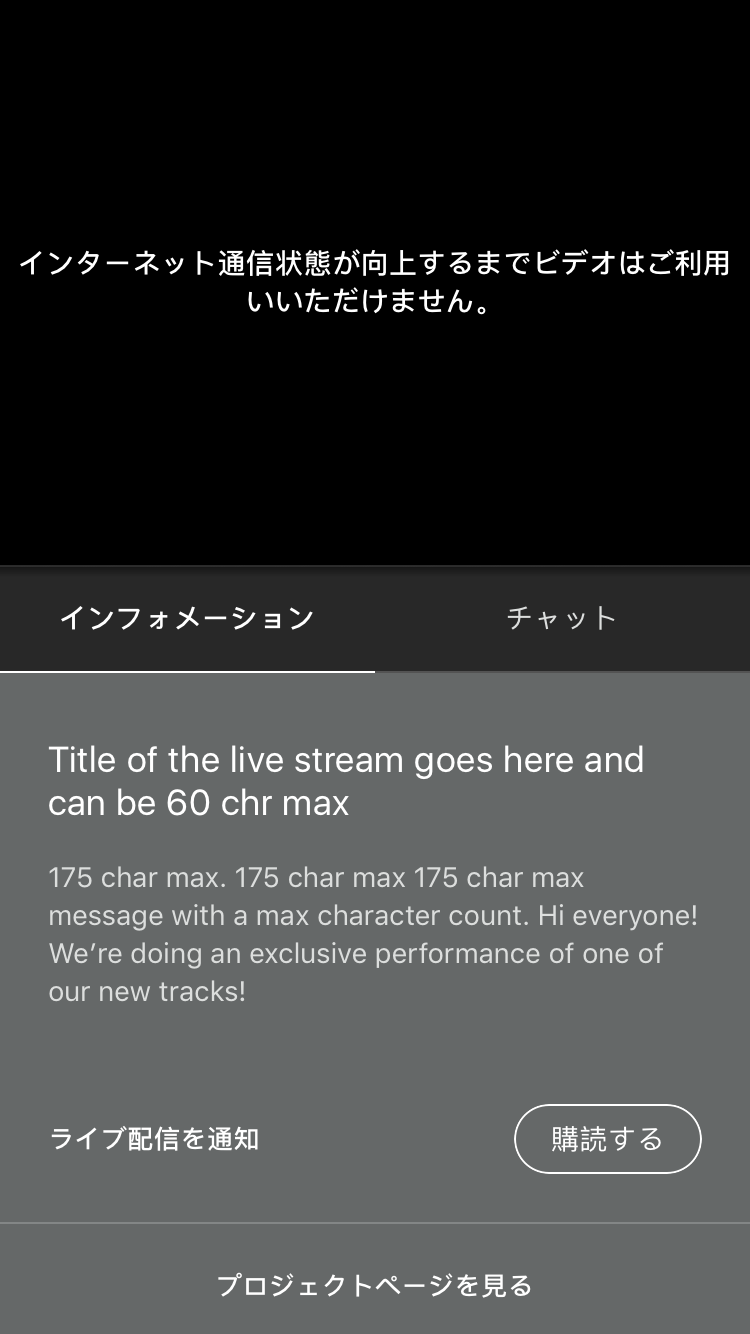 インターネット通信状態が向上するまでビデオはご利用
いいただけません。
インフォメーション
チャット
Title of the live stream goes here and
can be 60 chr max
175 char max. 175 char max 175 char max
message with a max character count. Hi everyone!
We’re doing an exclusive performance of one of
our new tracks!
ライブ配信を通知
購読する
プロジェクトページを見る